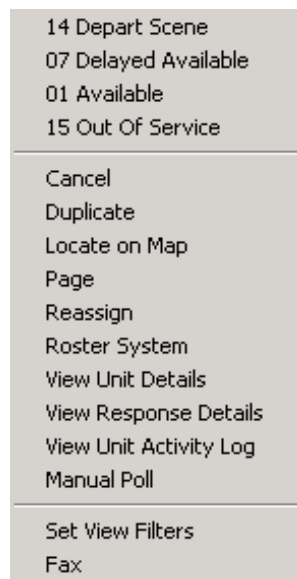 14 Depart Scene
07 Delayed Available
01 Available
15 Out Of Service
Cancel
Duplicate
Locate on Map
Page
Reassign
Roster System
View Unit Details
View Response Details
View Unit Activity Log
Manual Poll
Set View Filters
Fax